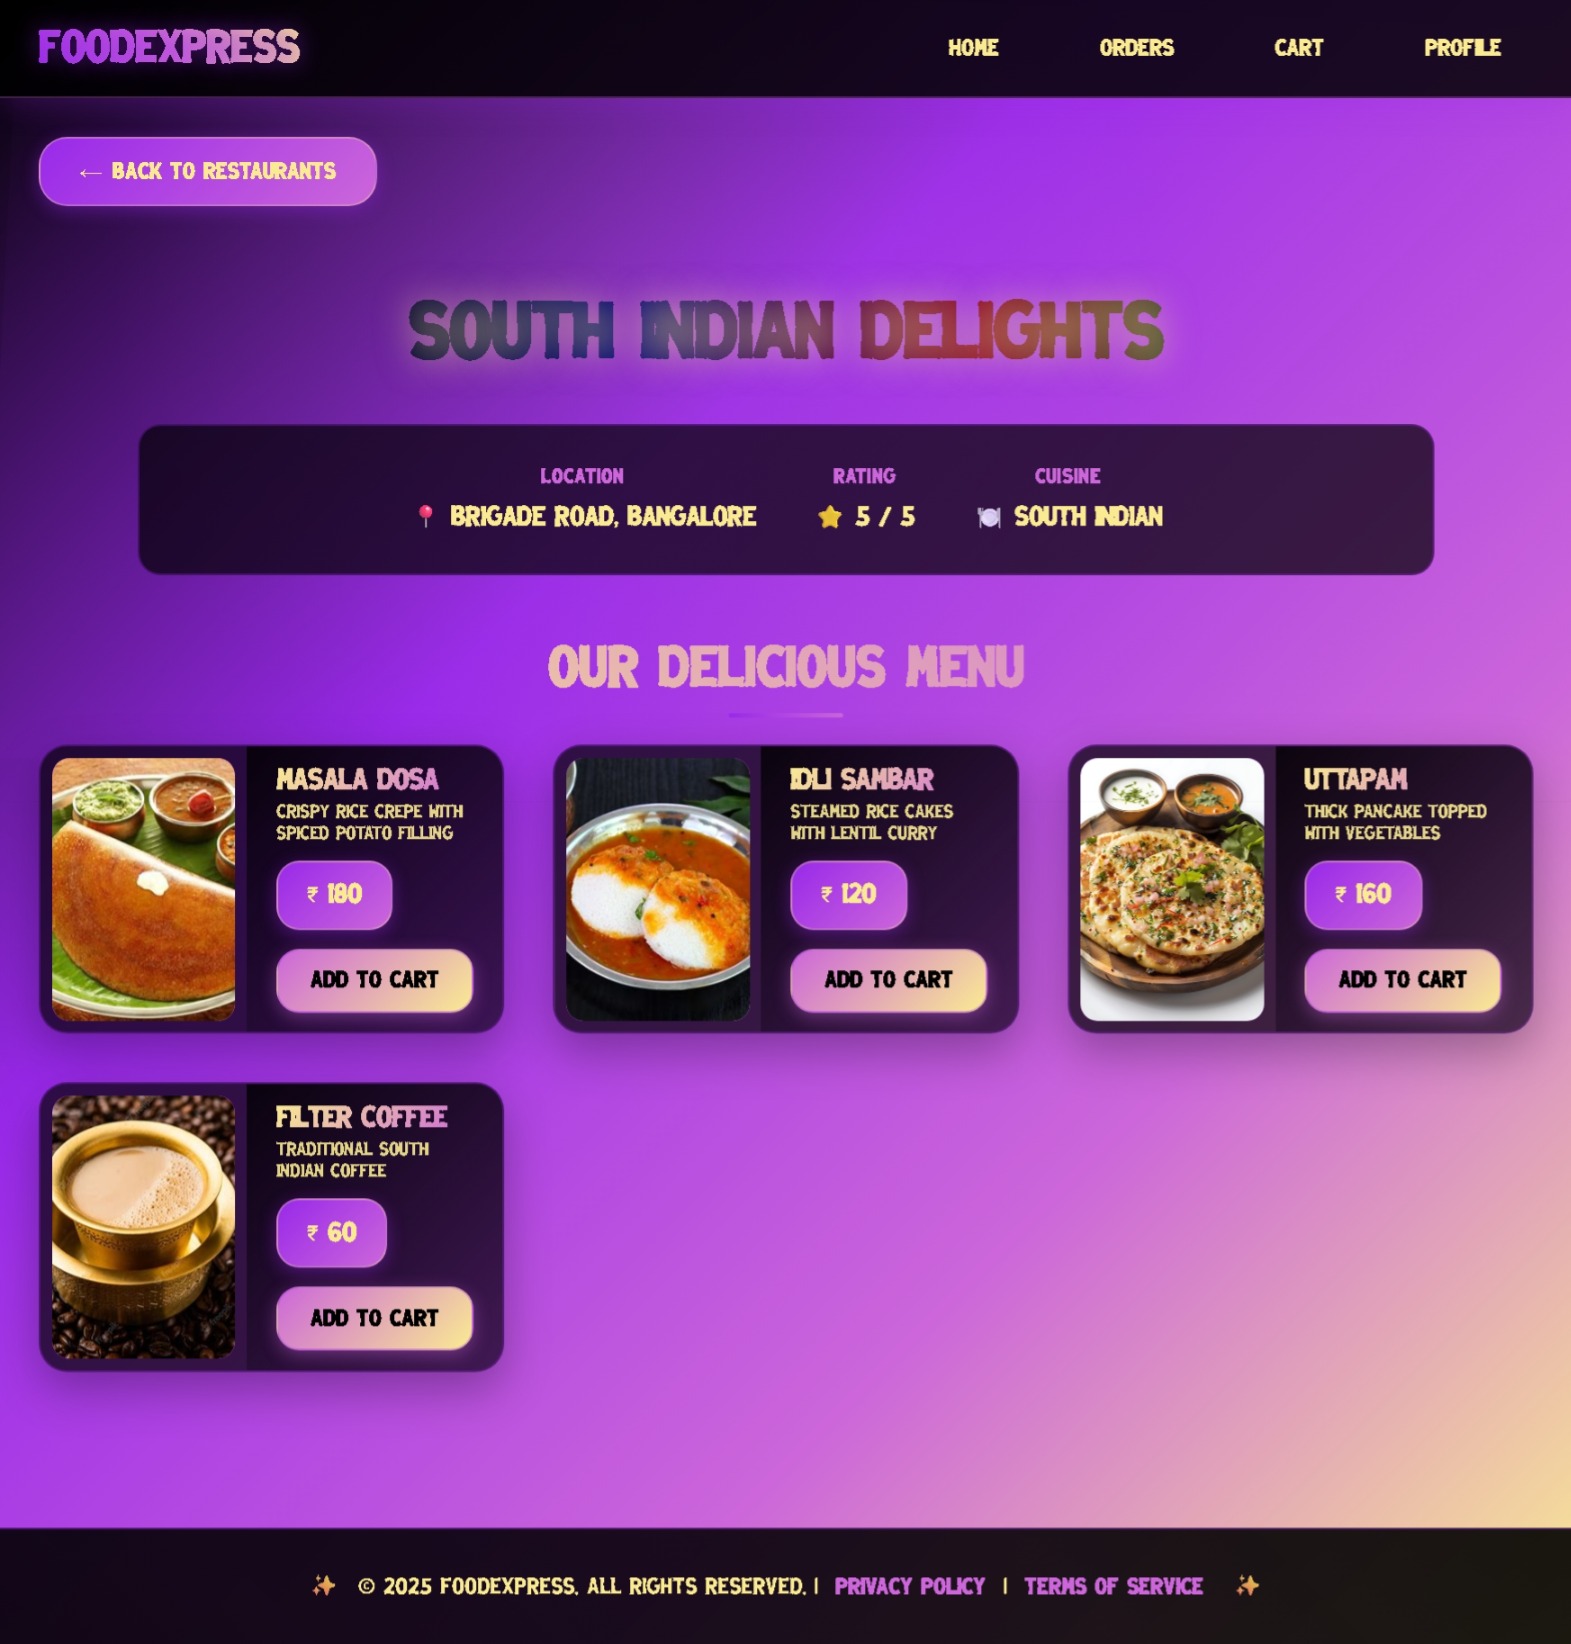 FOODEXPRESS
HOME ORDERS CART PROFILE
← BACK TO RESTAURANTS
SOUTH INDIAN DELIGHTS
LOCATION RATING CUISINE
📍 BRIGADE ROAD, BANGALORE ⭐ 5 / 5 🍽️ SOUTH INDIAN
OUR DELICIOUS MENU
MASALA DOSA
CRISPY RICE CREPE WITH
SPICED POTATO FILLING
₹ 180
ADD TO CART
IDLI SAMBAR
STEAMED RICE CAKES
WITH LENTIL CURRY
₹ 120
ADD TO CART
UTTAPAM
THICK PANCAKE TOPPED
WITH VEGETABLES
₹ 160
ADD TO CART
FILTER COFFEE
TRADITIONAL SOUTH
INDIAN COFFEE
₹ 60
ADD TO CART
✨ © 2025 FOODEXPRESS. ALL RIGHTS RESERVED. | PRIVACY POLICY | TERMS OF SERVICE ✨